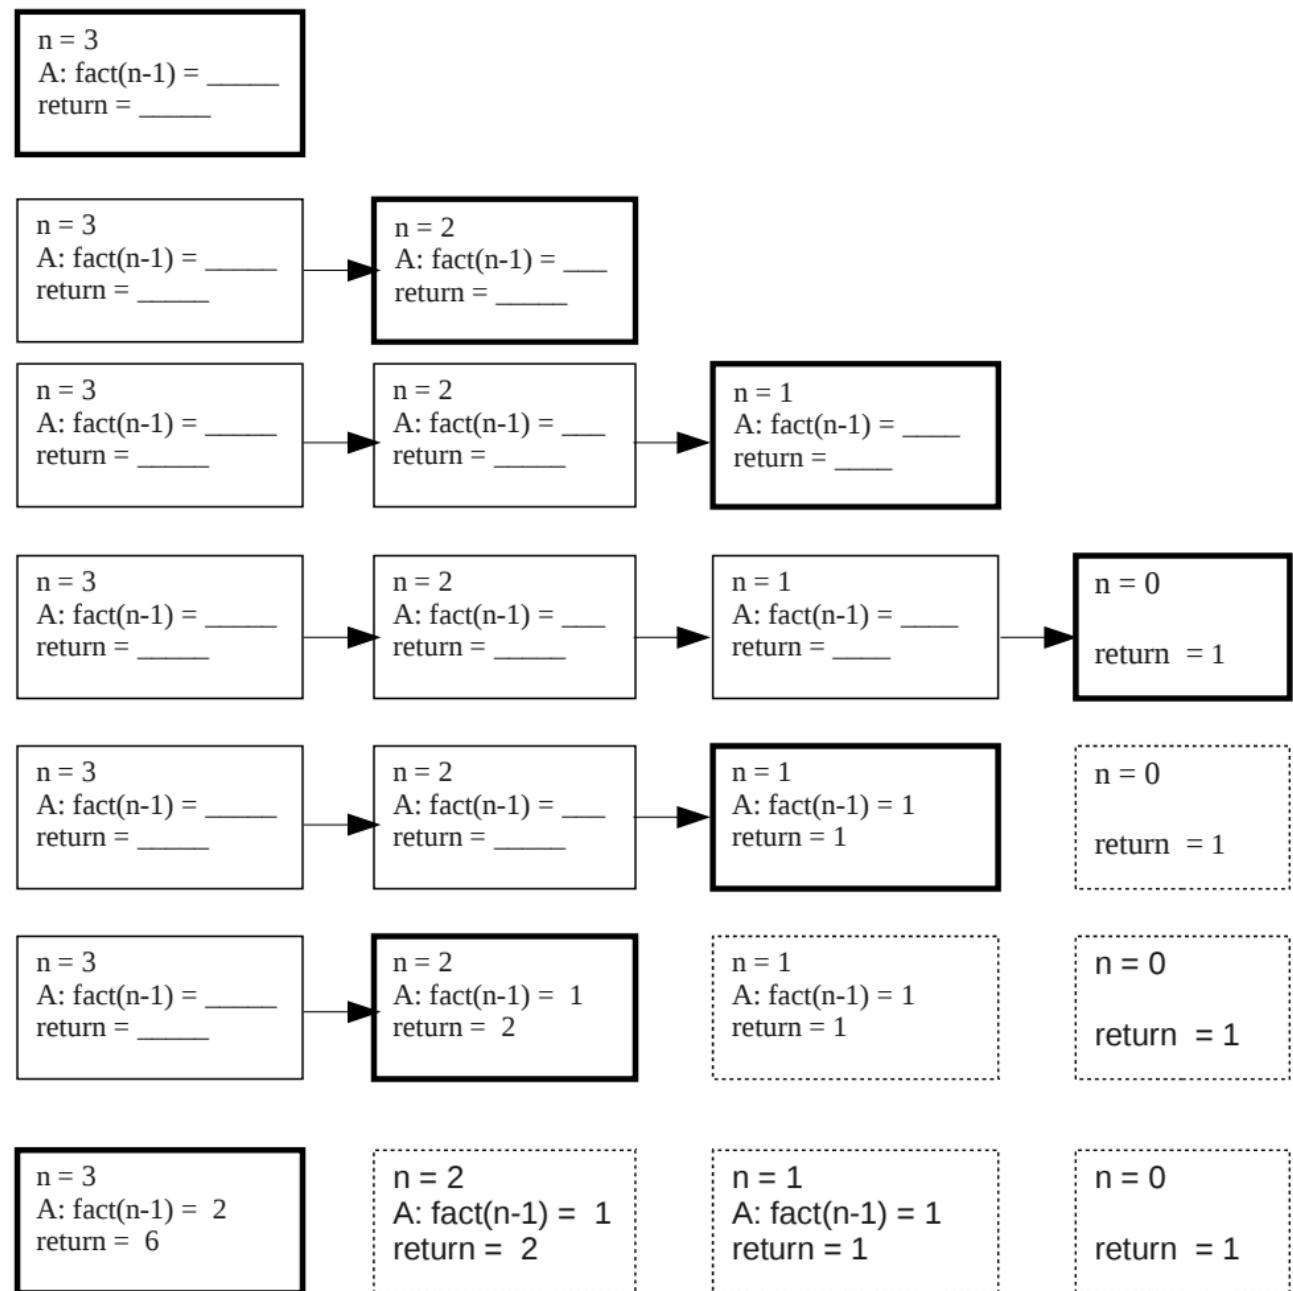 n = 3
A: fact(n-1) = _____
return = _____
n = 3
A: fact(n-1) = _____
return = _____
n = 2
A: fact(n-1) = ___
return = _____
n = 3
A: fact(n-1) = _____
return = _____
n = 2
A: fact(n-1) = ___
return = _____
n = 1
A: fact(n-1) = ____
return = ____
n = 3
A: fact(n-1) = _____
return = _____
n = 2
A: fact(n-1) = ___
return = _____
n = 1
A: fact(n-1) = ____
return = ____
n = 0
return  = 1
n = 3
A: fact(n-1) = _____
return = _____
n = 2
A: fact(n-1) = ___
return = _____
n = 1
A: fact(n-1) = 1
return = 1
n = 0
return  = 1
n = 3
A: fact(n-1) = _____
return = _____
n = 2
A: fact(n-1) =  1
return =  2
n = 1
A: fact(n-1) = 1
return = 1
n = 0
return  = 1
n = 3
A: fact(n-1) =  2
return =  6
n = 2
A: fact(n-1) =  1
return =  2
n = 1
A: fact(n-1) = 1
return = 1
n = 0
return  = 1